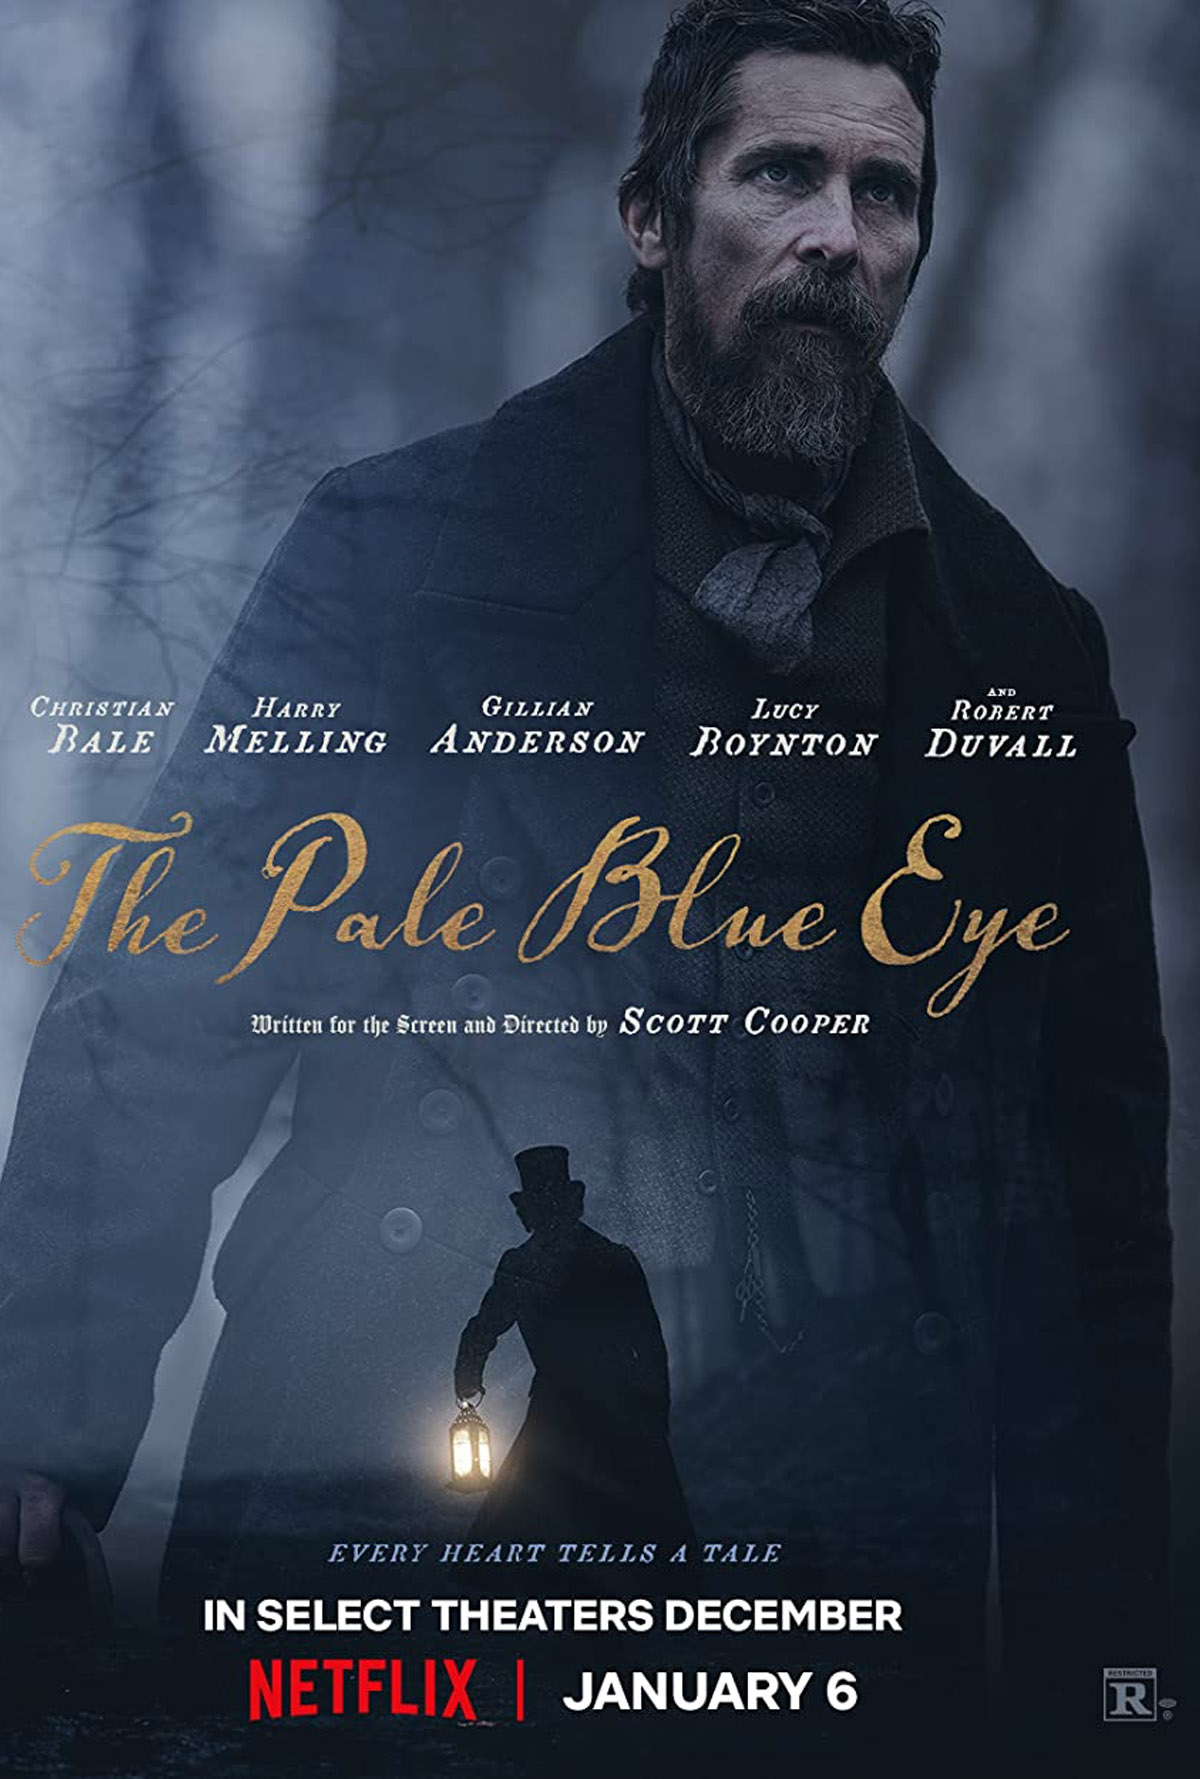 CHRISTIAN BALE
HARRY MELLING
GILLIAN ANDERSON
LUCY BOYNTON
AND ROBERT DUVALL
The Pale Blue Eye
Written for the Screen and Directed by SCOTT COOPER
EVERY HEART TELLS A TALE
IN SELECT THEATERS DECEMBER
NETFLIX | JANUARY 6
RESTRICTED
R
®